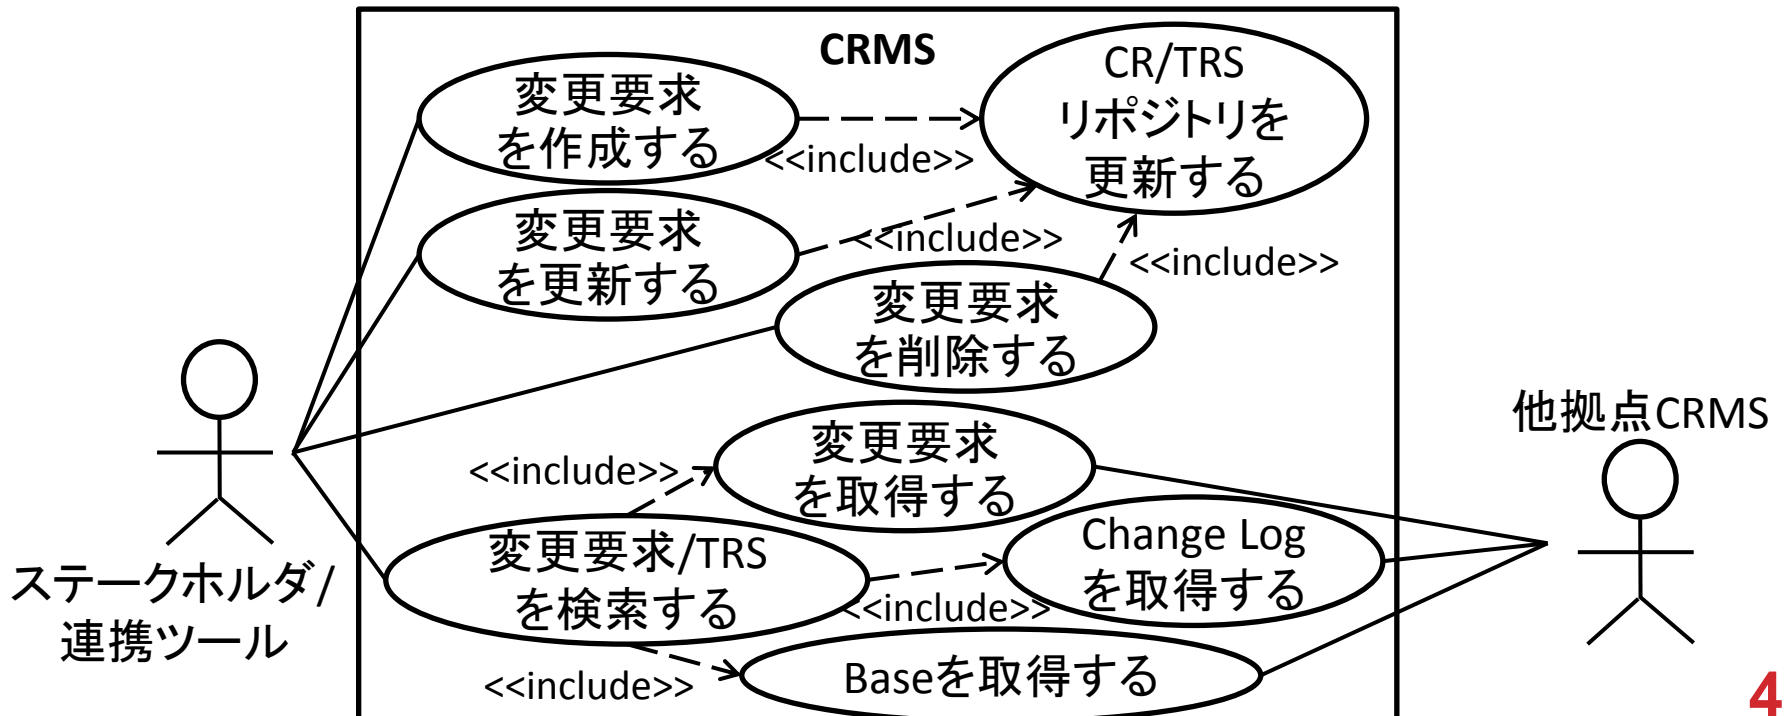 CRMS
変更要求
を作成する
<<include>>
CR/TRS
リポジトリを
更新する
変更要求
を更新する
<<include>>
<<include>>
変更要求
を削除する
他拠点CRMS
変更要求
を取得する
<<include>>
変更要求/TRS
を検索する
Change Log
を取得する
<<include>>
ステークホルダ/
連携ツール
<<include>>
Baseを取得する
4